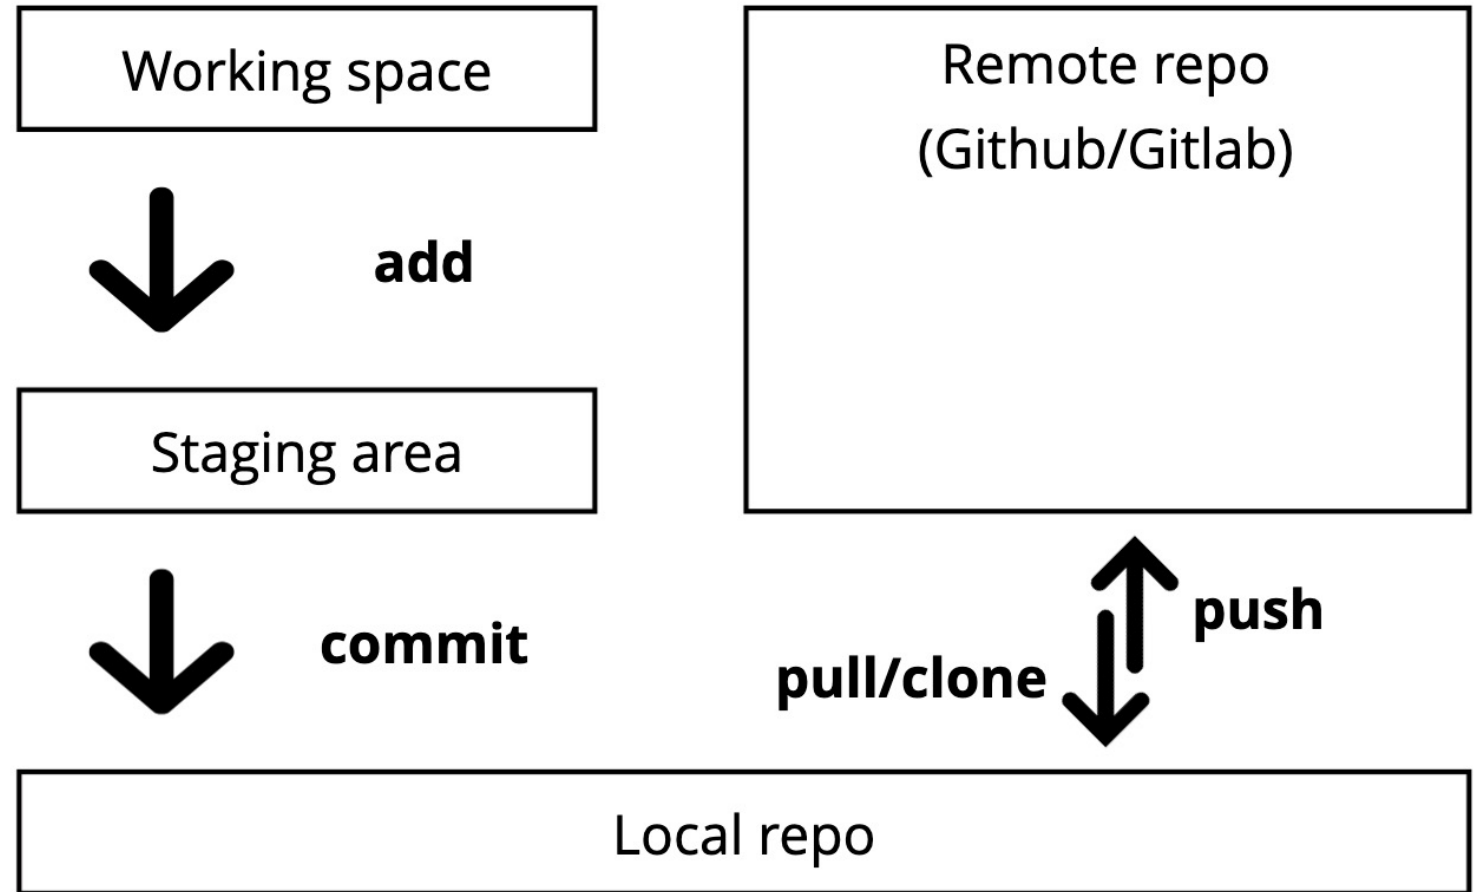 Working space
Remote repo
(Github/Gitlab)
add
Staging area
commit
push
pull/clone
Local repo